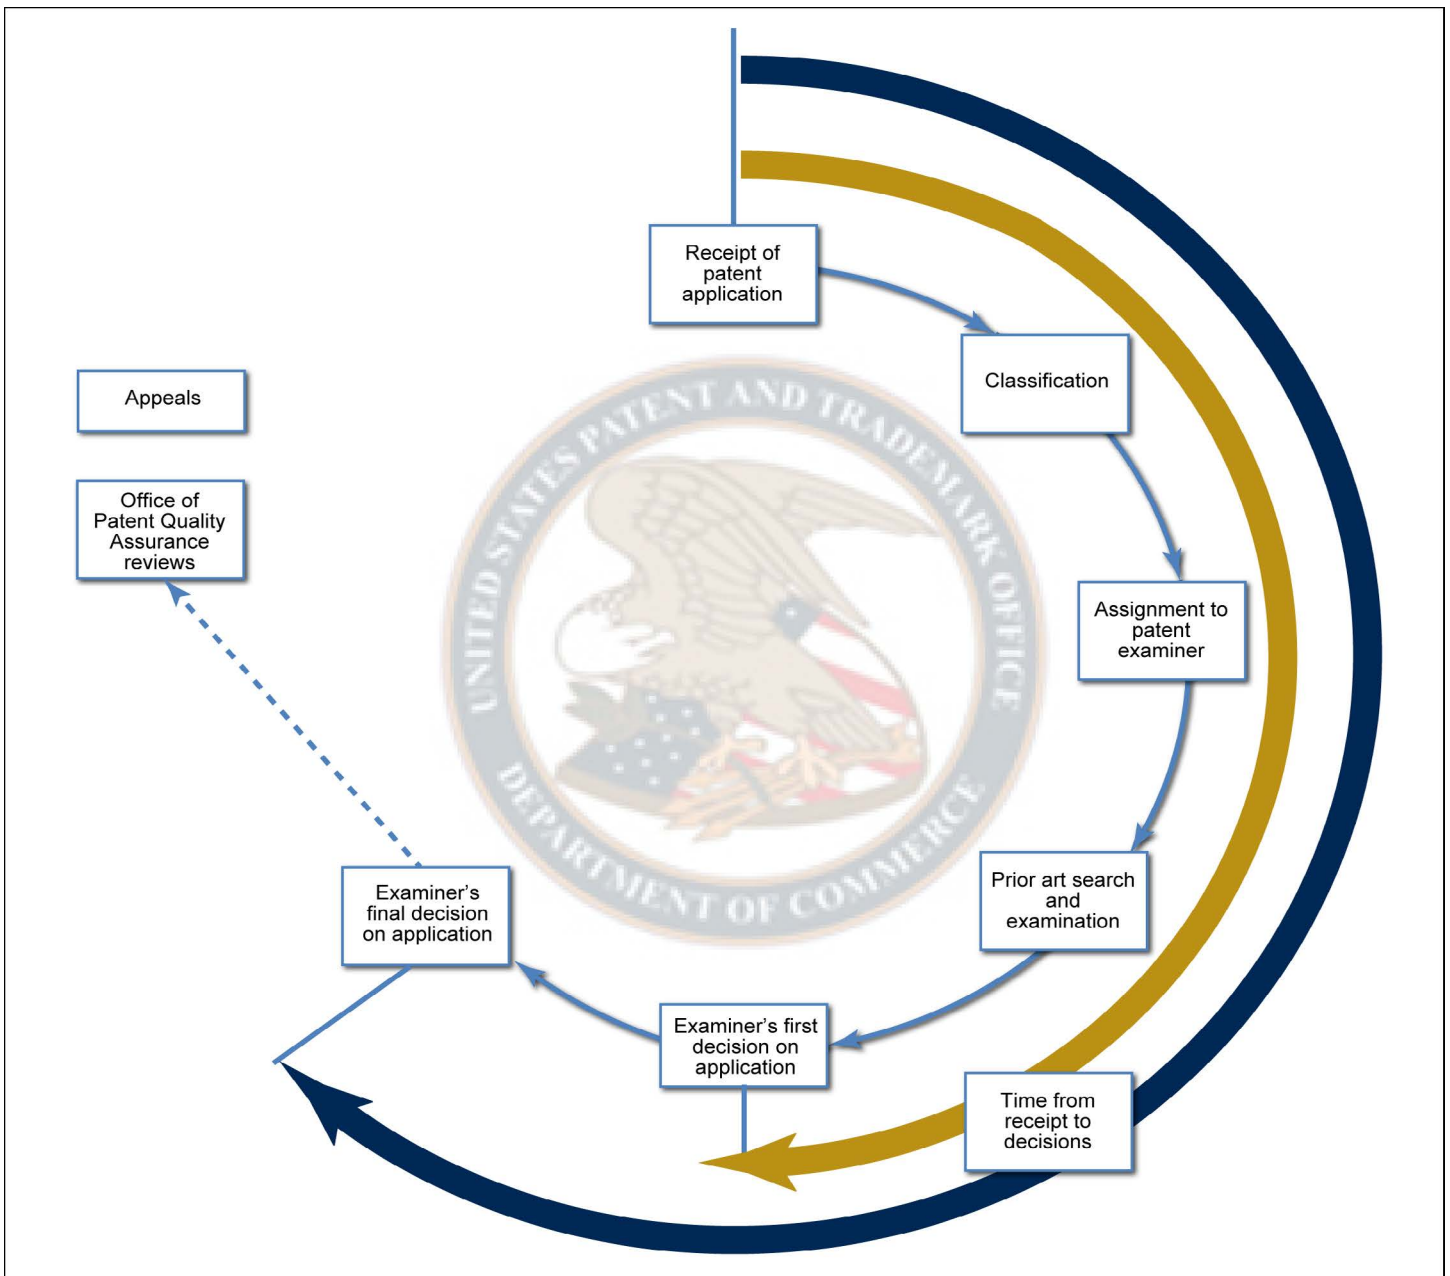 Receipt of
patent
application
Classification
Appeals
Office of
Patent Quality
Assurance
reviews
Assignment to
patent
examiner
Prior art search
and
examination
Examiner's
final decision
on application
Examiner's first
decision on
application
Time from
receipt to
decisions
UNITED STATES PATENT AND TRADEMARK OFFICE
DEPARTMENT OF COMMERCE